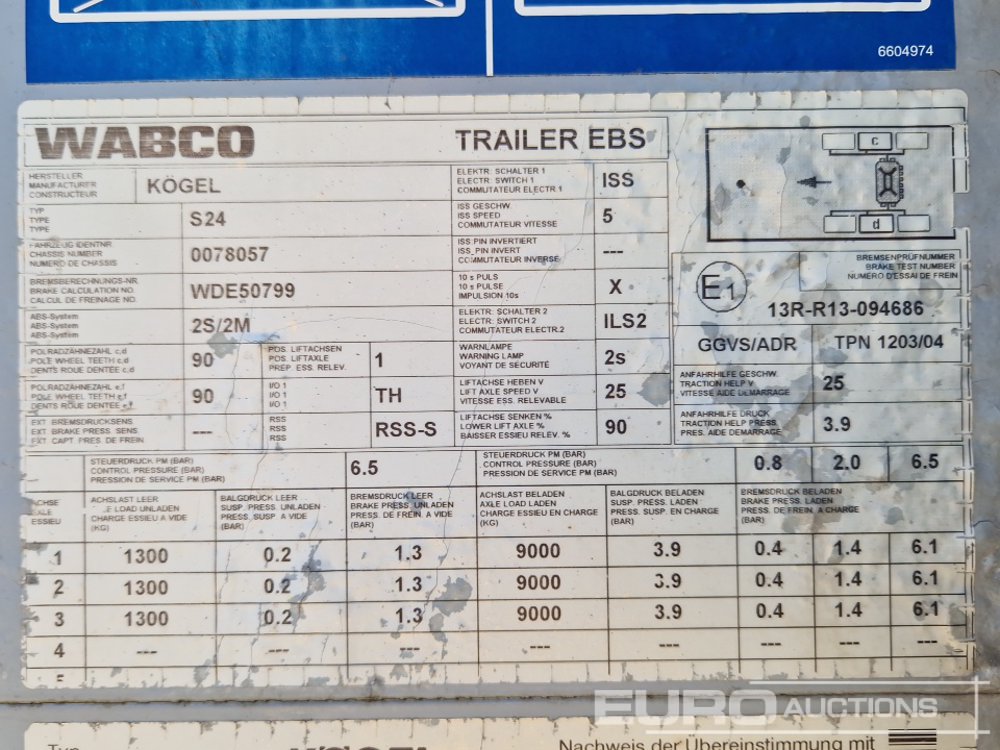 6604974
WABCO TRAILER EBS
HERSTELLER MANUFACTURER CONSTRUCTEUR KÖGEL
ELEKTR. SCHALTER 1 ELECTR. SWITCH 1 COMMUTATEUR ELECTR.1 ISS
c
d
TYP TYPE TYPE S24
ISS GESCHW. ISS SPEED COMMUTATEUR VITESSE 5
FAHRZEUG IDENTNR CHASSIS NUMBER NUMERO DE CHASSIS 0078057
ISS PIN INVERTIERT ISS PIN INVERT COMMUTATEUR INVERSE ---
BREMSENPRÜFNUMMER
BRAKE TEST NUMBER
NUMERO D'ESSAI DE FREIN
E1
13R-R13-094686
BREMSBERECHNUNGS-NR. BRAKE CALCULATION NO. CALCUL DE FREINAGE NO. WDE50799
10 s PULS 10 s PULSE IMPULSION 10s X
ABS-System ABS-System ABS-System 2S/2M
ELEKTR. SCHALTER 2 ELECTR. SWITCH 2 COMMUTATEUR ELECTR.2 ILS2
GGVS/ADR TPN 1203/04
POLRADZÄHNEZAHL c,d POLE WHEEL TEETH c,d DENTS ROUE DENTÉE c,d 90
POS. LIFTACHSEN POS. LIFTAXLE PREP. ESS. RELEV. 1
WARNLAMPE WARNING LAMP VOYANT DE SÉCURITÉ 2s
ANFAHRHILFE GESCHW. TRACTION HELP V VITESSE AIDE DEMARRAGE 25
POLRADZÄHNEZAHL e,f POLE WHEEL TEETH e,f DENTS ROUE DENTÉE e,f 90
I/O 1 I/O 1 I/O 1 TH
LIFTACHSE HEBEN V LIFT AXLE SPEED V VITESSE ESS. RELEVABLE 25
ANFAHRHILFE DRUCK TRACTION HELP PRESS. PRES. AIDE DEMARRAGE 3.9
EXT BREMSDRUCKSENS EXT BRAKE PRESS. SENS EXT CAPT PRES. DE FREIN ---
RSS RSS RSS RSS-S
LIFTACHSE SENKEN % LOWER LIFT AXLE % BAISSER ESSIEU RELEV. % 90
STEUERDRUCK PM (BAR) CONTROL PRESSURE (BAR) PRESSION DE SERVICE PM (BAR) 6.5
STEUERDRUCK PM (BAR) CONTROL PRESSURE (BAR) PRESSION DE SERVICE PM (BAR) 0.8 2.0 6.5
ACHSE AXLE ESSIEU
ACHSLAST LEER LOAD UNLADEN CHARGE ESSIEU A VIDE (KG)
BALGDRUCK LEER SUSP. PRESS. UNLADEN PRESS. SUSP. A VIDE (BAR)
BREMSDRUCK LEER BRAKE PRESS. UNLADEN PRESS. DE FREIN. A VIDE (BAR)
ACHSLAST BELADEN AXLE LOAD LADEN CHARGE ESSIEU EN CHARGE (KG)
BALGDRUCK BELADEN SUSP. PRESS. LADEN PRESS. SUSP. EN CHARGE (BAR)
BREMSDRUCK BELADEN BRAKE PRESS. LADEN PRESS. DE FREIN. A CHARGE (BAR)
1 1300 0.2 1.3 9000 3.9 0.4 1.4 6.1
2 1300 0.2 1.3 9000 3.9 0.4 1.4 6.1
3 1300 0.2 1.3 9000 3.9 0.4 1.4 6.1
4 --- --- --- --- --- --- --- ---
EURO AUCTIONS
Typ
Nachweis der Übereinstimmung mit